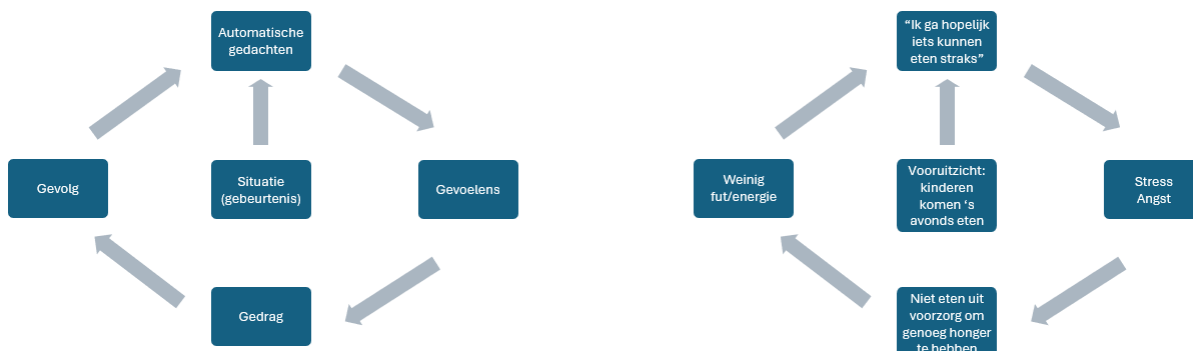 Automatische
gedachten
Gevolg
Situatie
(gebeurtenis)
Gevoelens
Gedrag
“Ik ga hopelijk
iets kunnen
eten straks”
Weinig
fut/energie
Vooruitzicht:
kinderen
komen ‘s
avonds eten
Stress
Angst
Niet eten uit
voorzorg om
genoeg honger
te hebben